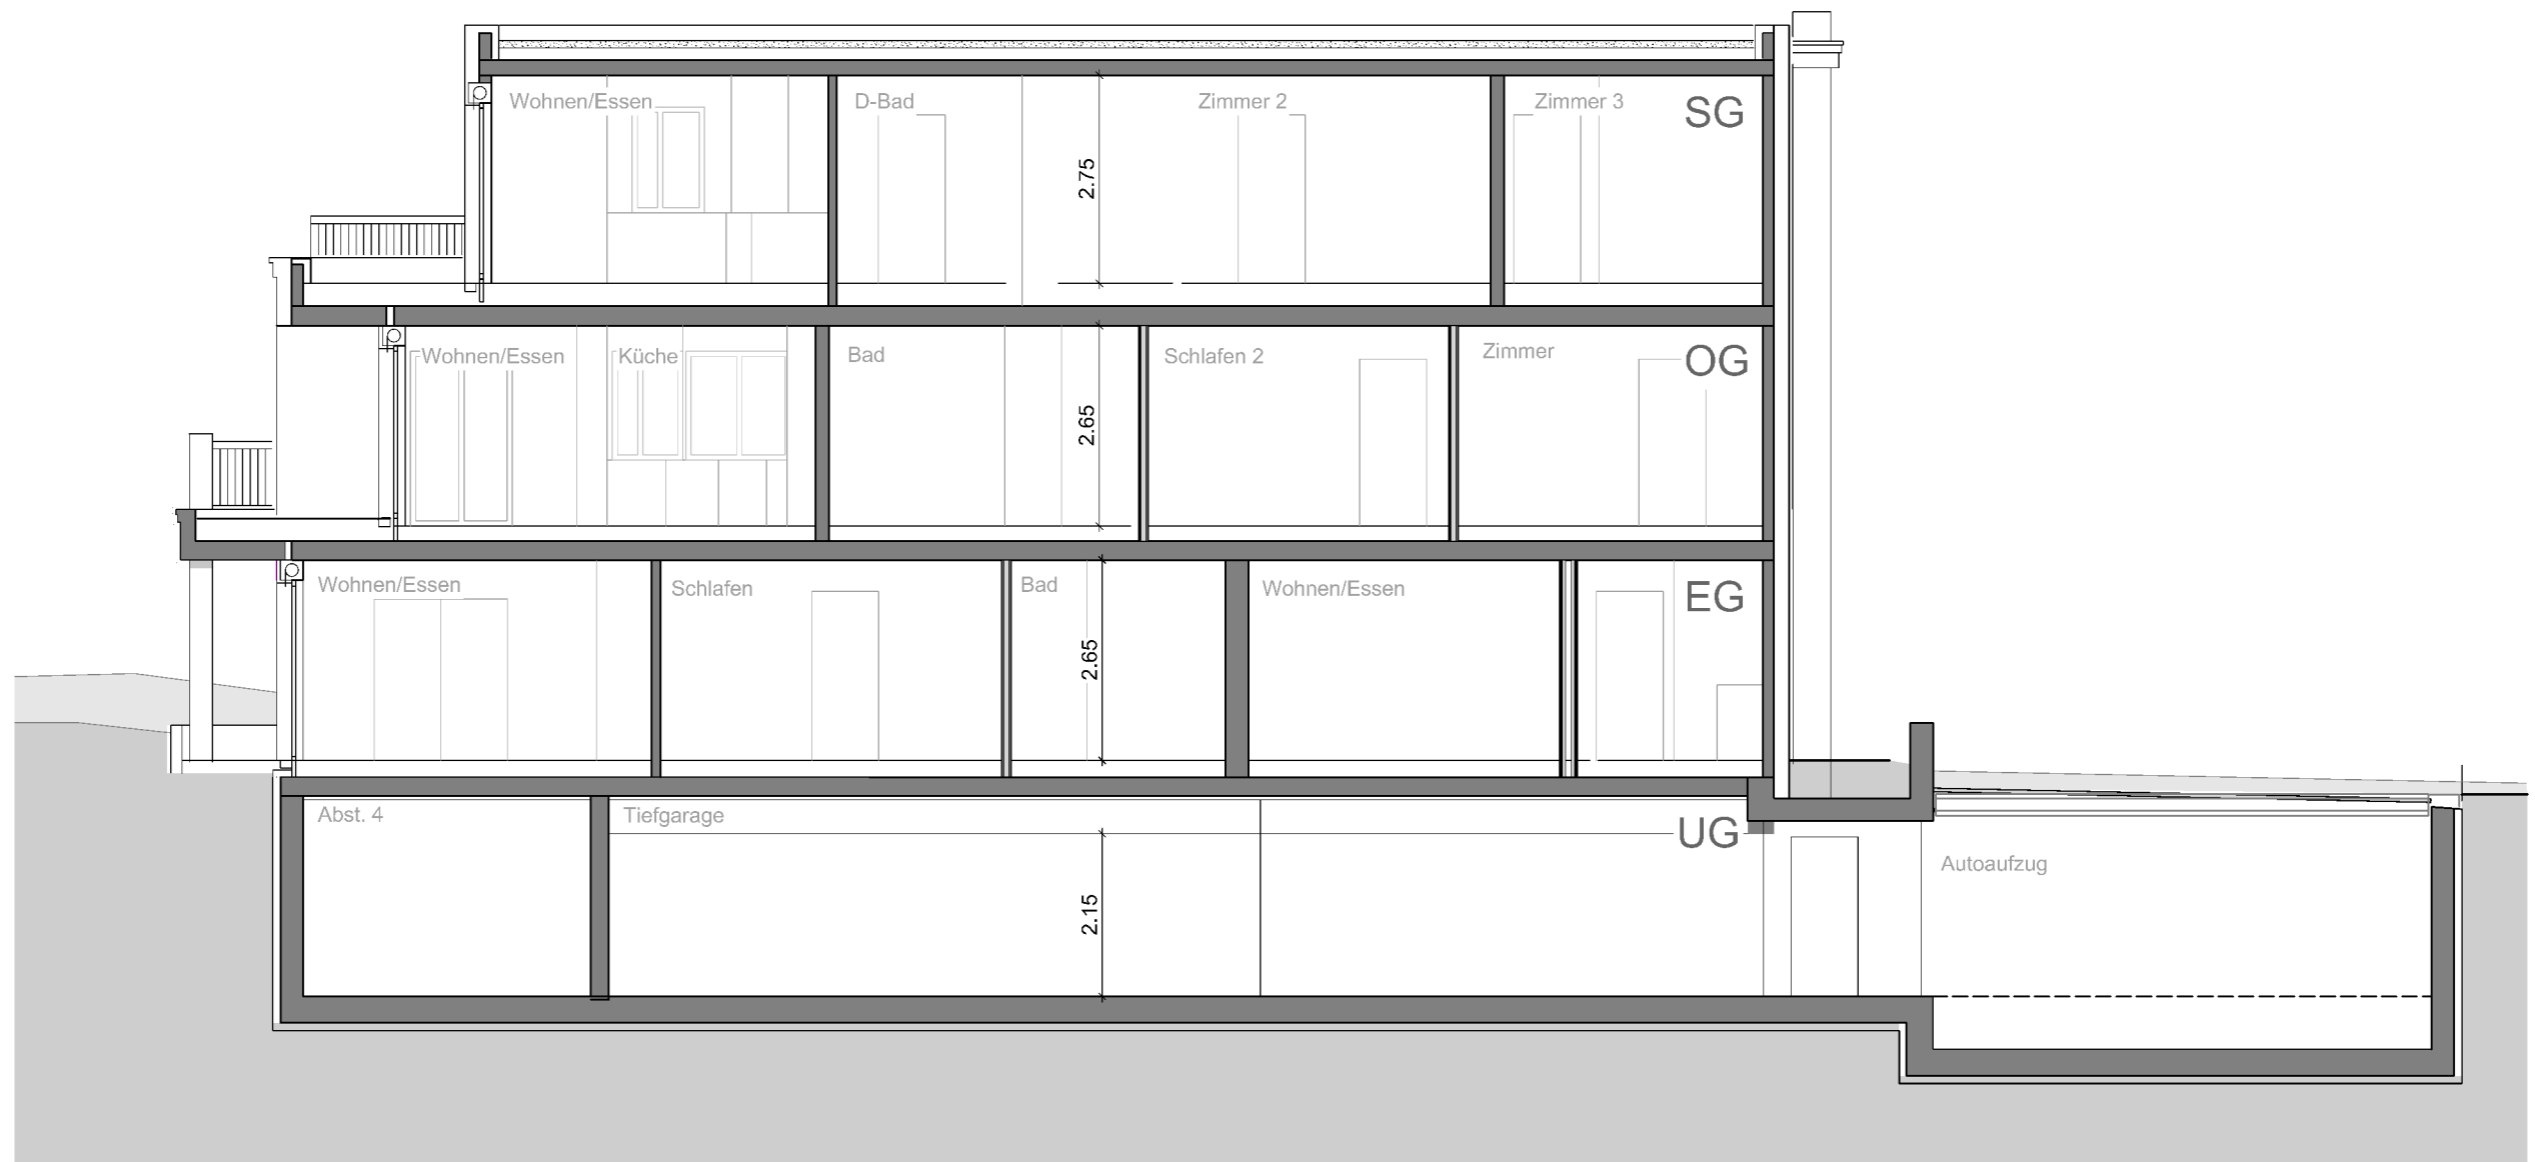 Wohnen/Essen
D-Bad
Zimmer 2
Zimmer 3
SG
2.75
Wohnen/Essen
Küche
Bad
Schlafen 2
Zimmer
OG
2.65
Wohnen/Essen
Schlafen
Bad
Wohnen/Essen
EG
2.65
Abst. 4
Tiefgarage
UG
Autoaufzug
2.15